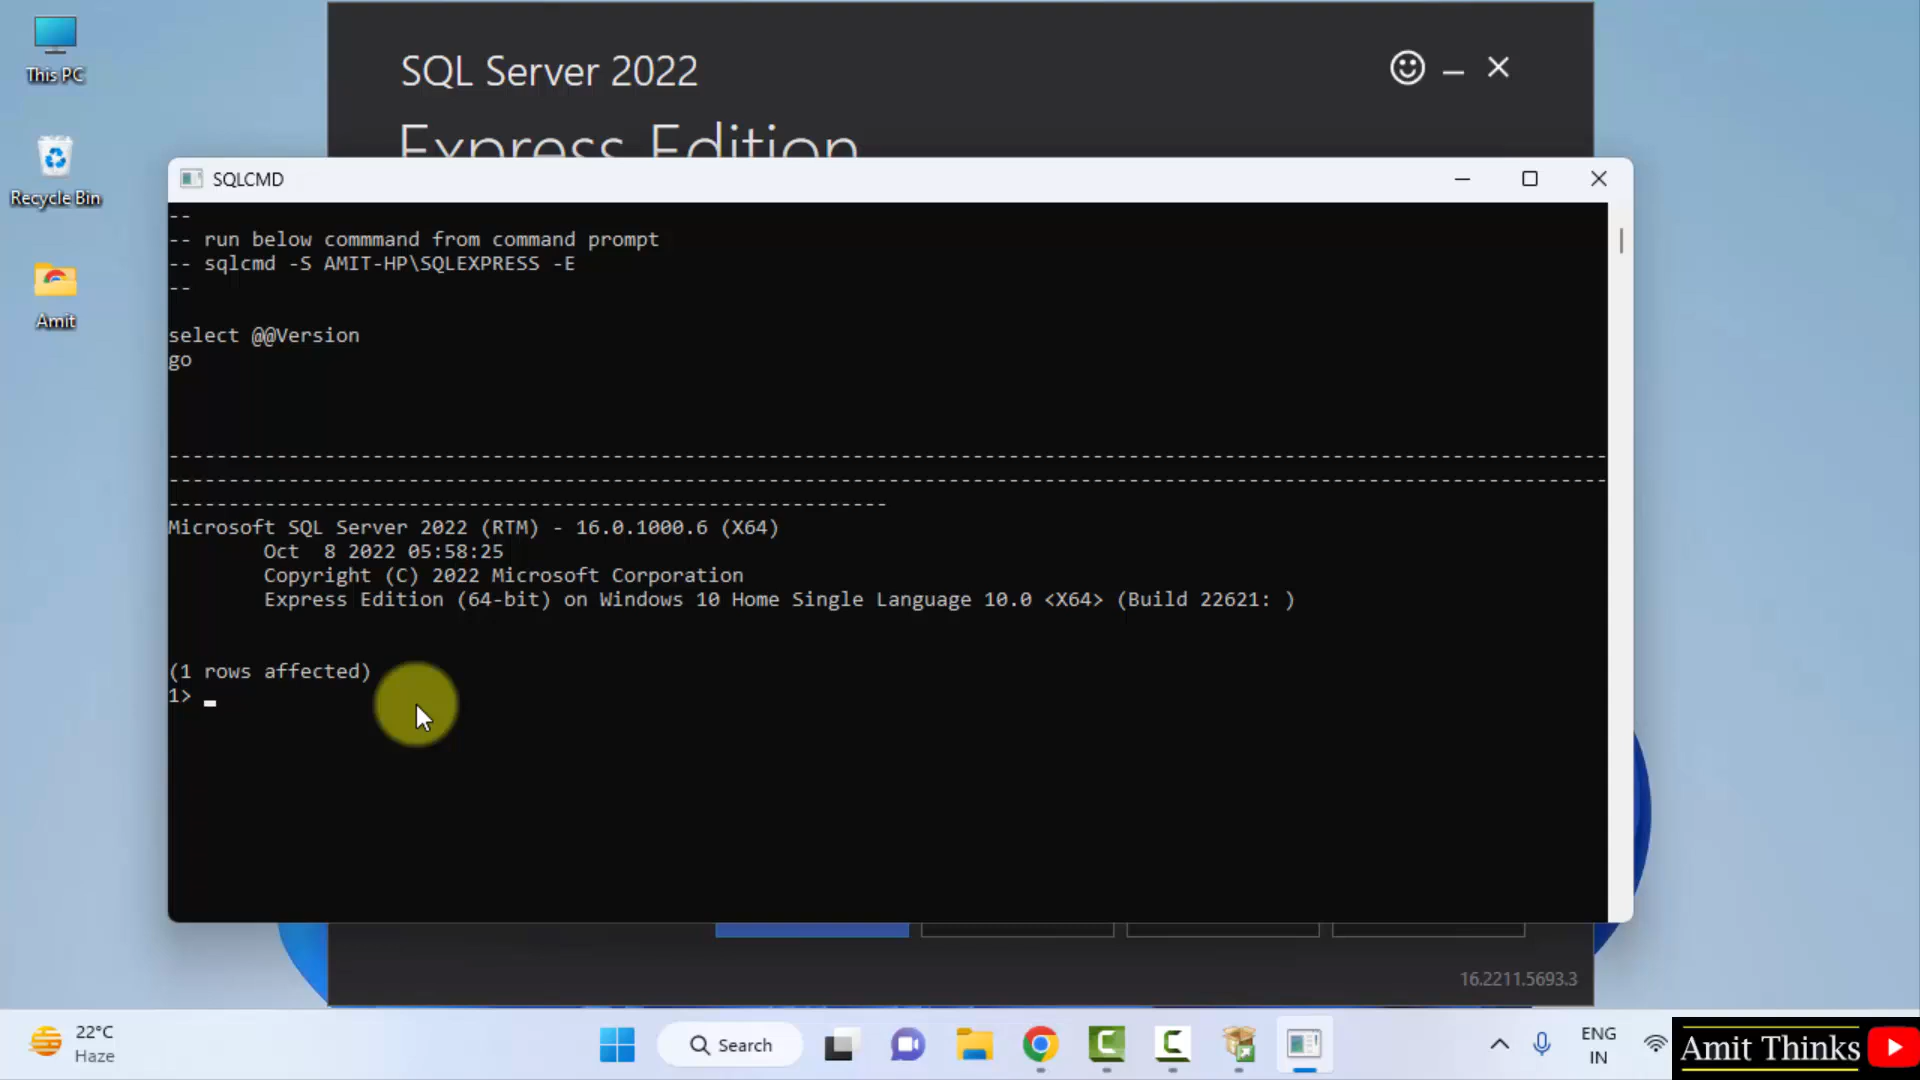 This PC
Recycle Bin
Amit
SQL Server 2022
Express Edition
SQLCMD
--
-- run below commmand from command prompt
-- sqlcmd -S AMIT-HP\SQLEXPRESS -E
--
select @@Version
go
------------------------------------------------------------------------------------------------------------------------
------------------------------------------------------------------------------------------------------------------------
------------------------------------------------------------
Microsoft SQL Server 2022 (RTM) - 16.0.1000.6 (X64)
Oct  8 2022 05:58:25
Copyright (C) 2022 Microsoft Corporation
Express Edition (64-bit) on Windows 10 Home Single Language 10.0 <X64> (Build 22621: )
(1 rows affected)
1>
16.2211.5693.3
22°C
Haze
Search
ENG
IN
Amit Thinks